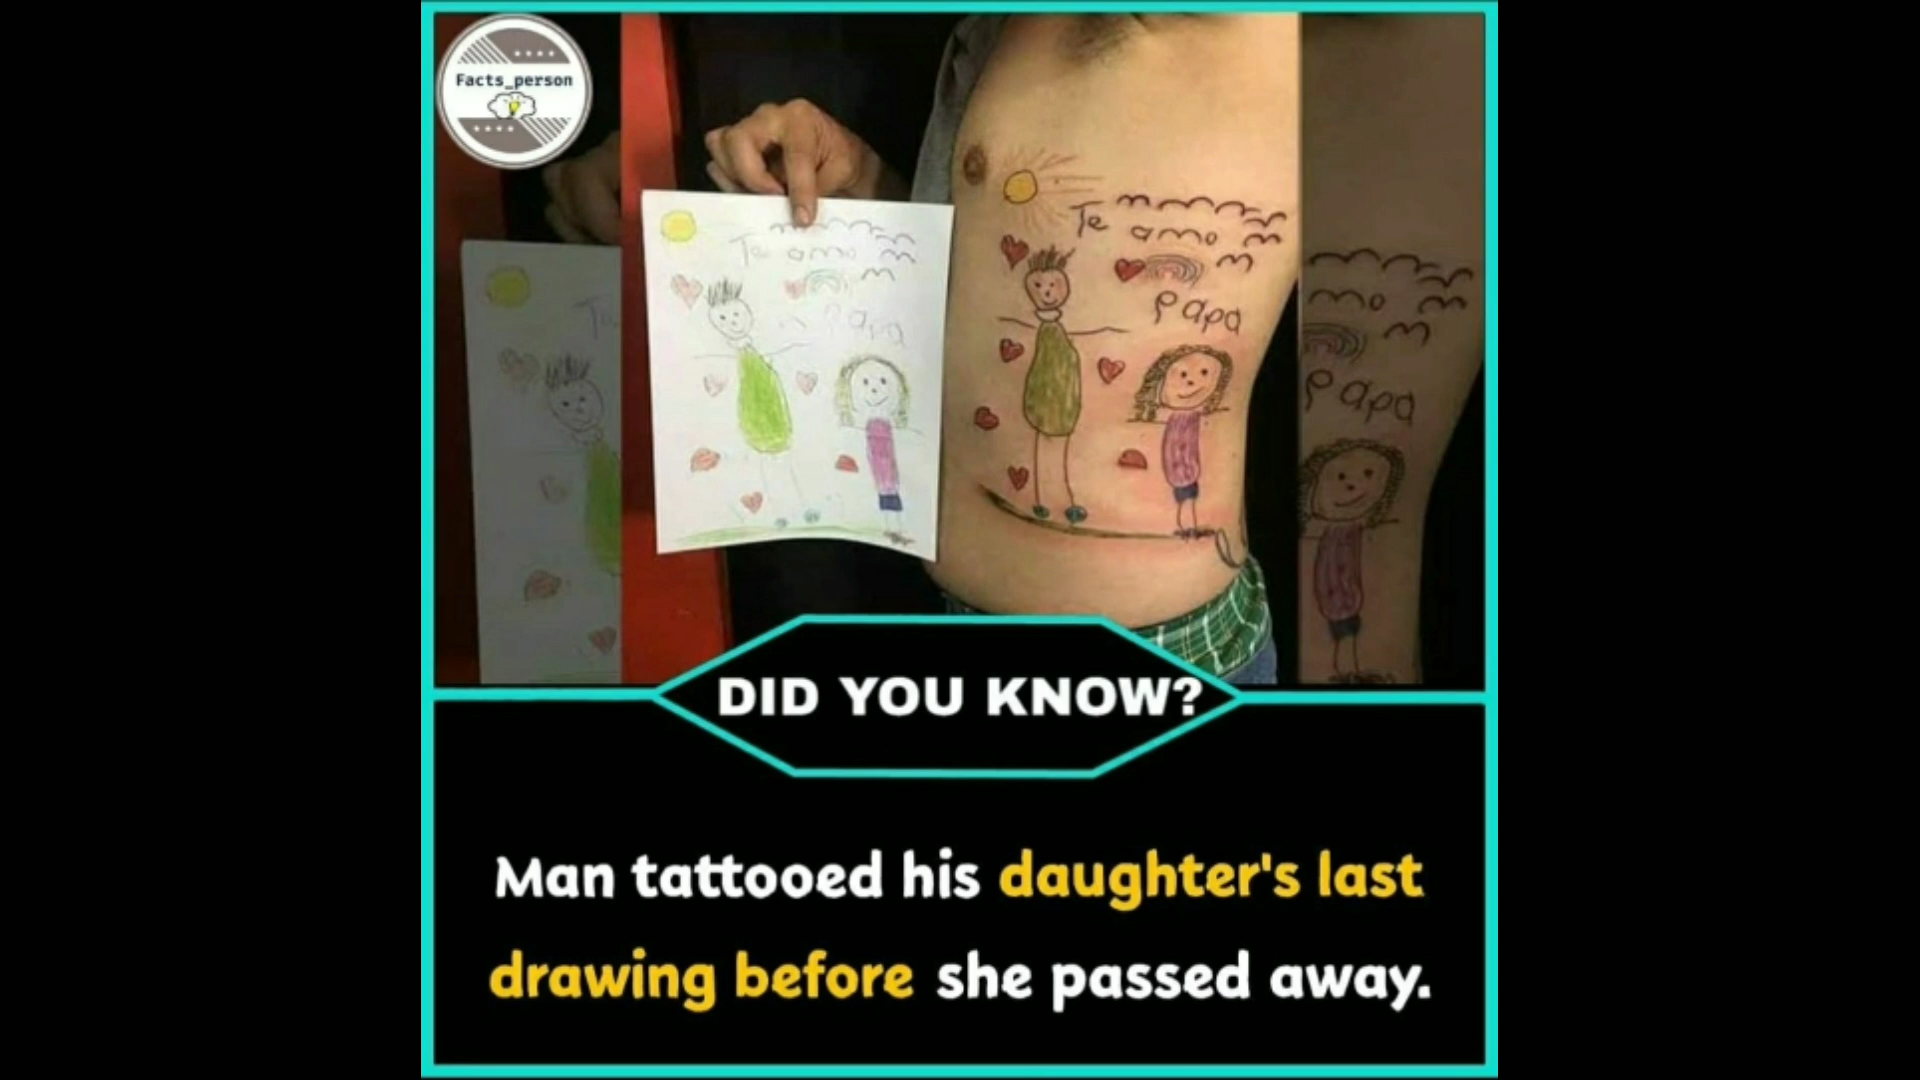 Facts_person
Te amo
Papa
Te amo
Papa
mo
Papa
DID YOU KNOW?
Man tattooed his daughter's last
drawing before she passed away.